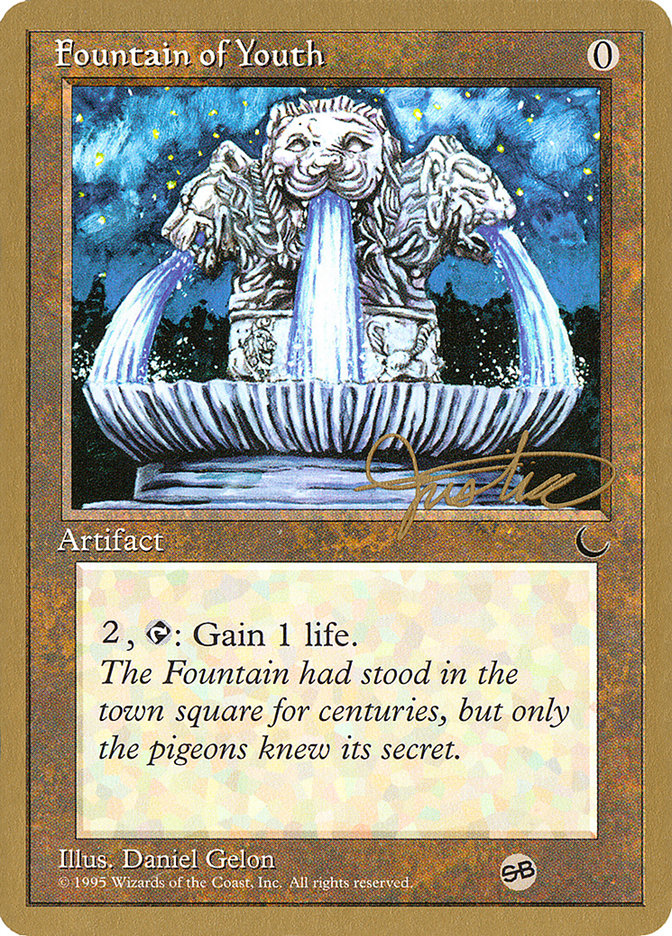 Fountain of Youth
0
Justice
Artifact
2, : Gain 1 life.
The Fountain had stood in the
town square for centuries, but only
the pigeons knew its secret.
Illus. Daniel Gelon
© 1995 Wizards of the Coast, Inc. All rights reserved.
SB